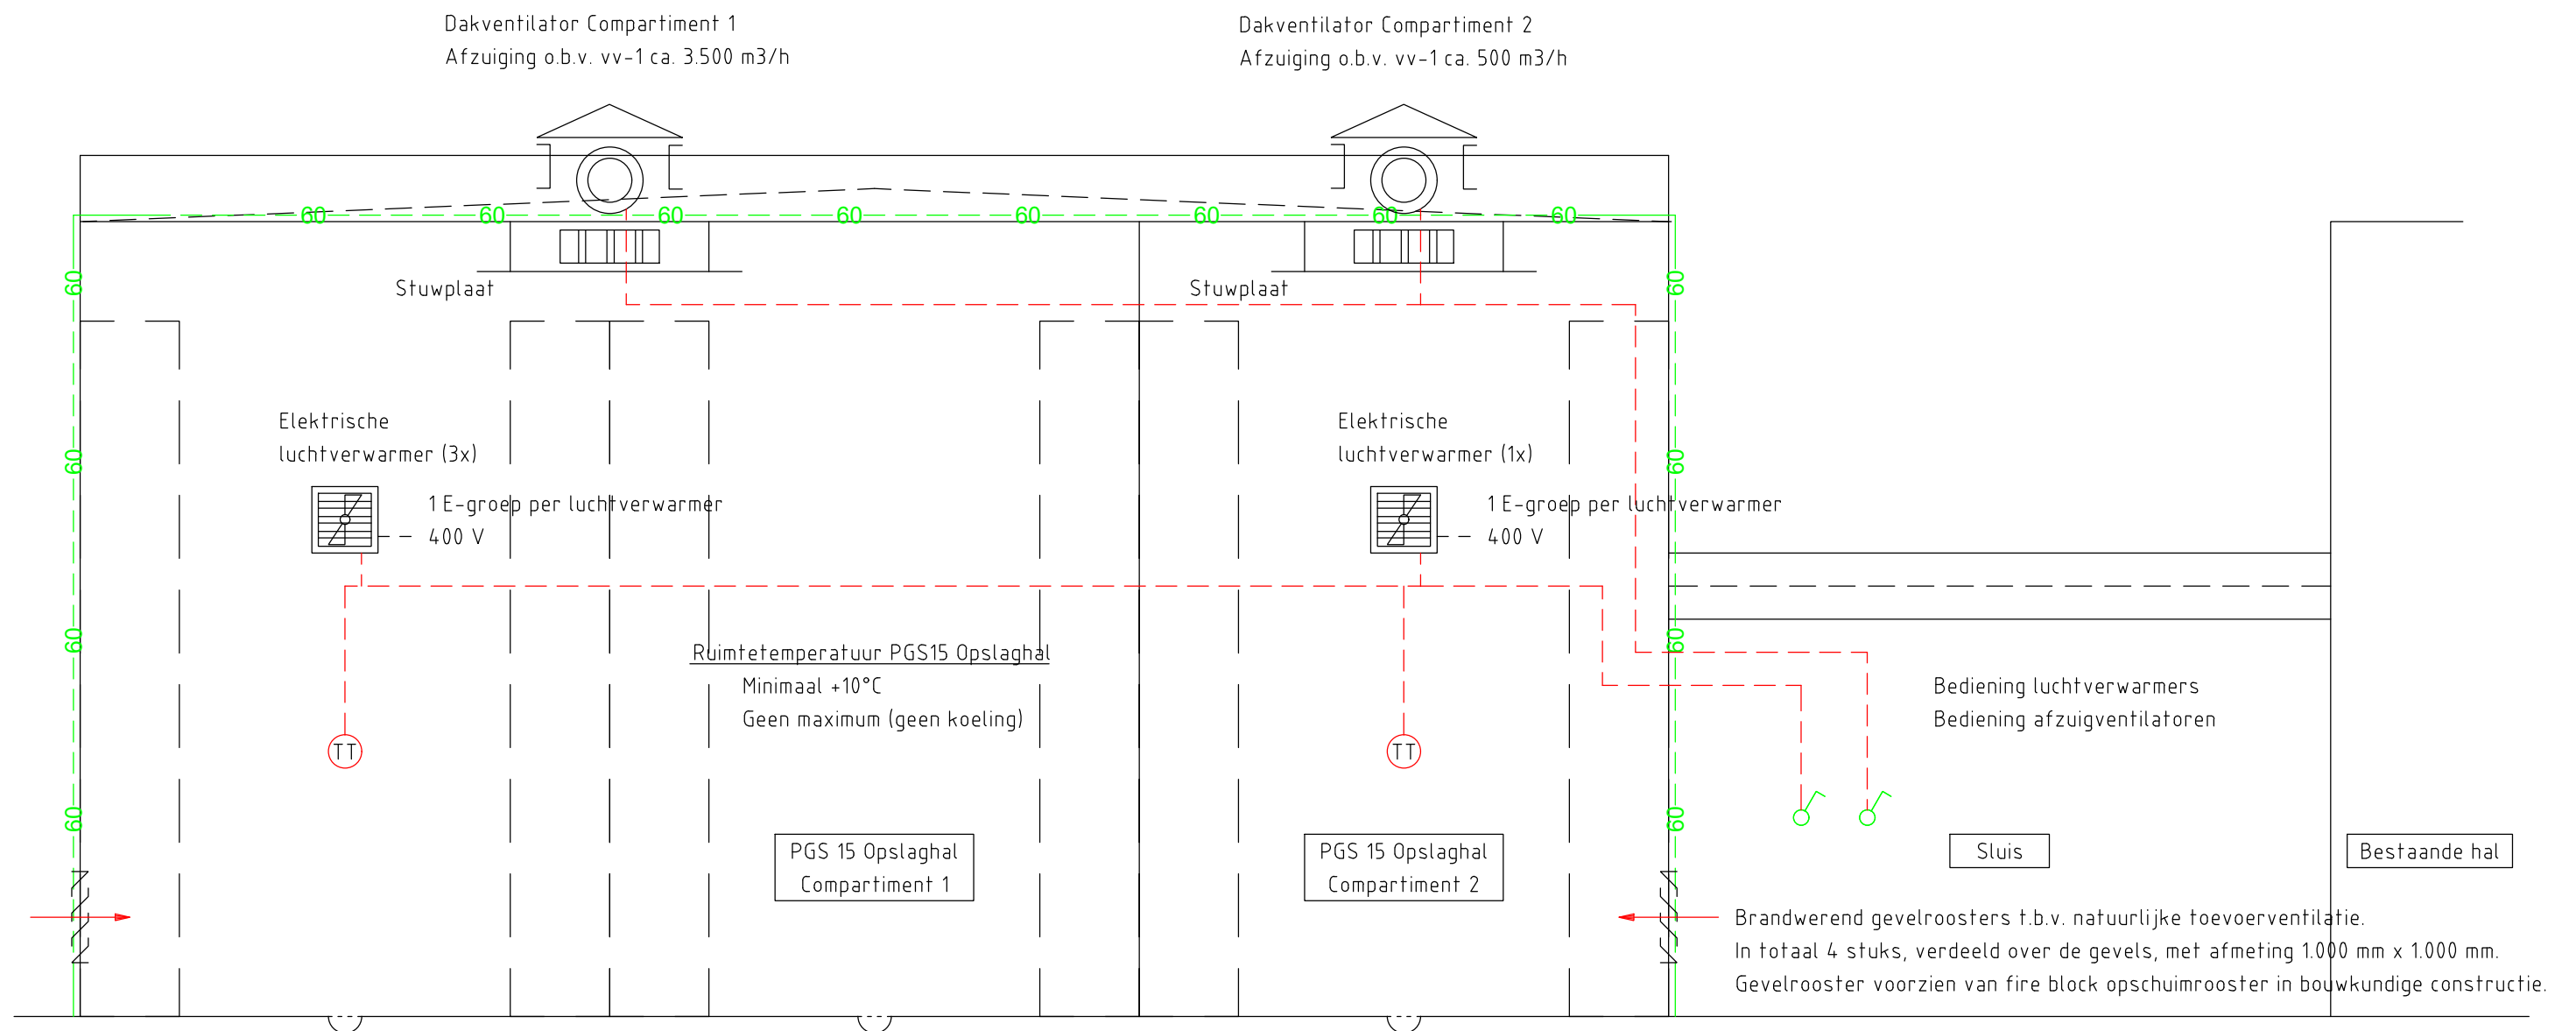 Dakventilator Compartiment 1
Afzuiging o.b.v. vv-1 ca. 3.500 m3/h
Dakventilator Compartiment 2
Afzuiging o.b.v. vv-1 ca. 500 m3/h
60 60 60 60 60 60 60 60
60
60
Stuwplaat
Stuwplaat
Elektrische
luchtverwarmer (3x)
Elektrische
luchtverwarmer (1x)
60
60
1 E-groep per luchtverwarmer
400 V
1 E-groep per luchtverwarmer
400 V
60
60
Ruimtetemperatuur PGS15 Opslaghal
Minimaal +10°C
Geen maximum (geen koeling)
Bediening luchtverwarmers
Bediening afzuigventilatoren
TT
TT
60
60
PGS 15 Opslaghal
Compartiment 1
PGS 15 Opslaghal
Compartiment 2
Sluis
Bestaande hal
Brandwerend gevelroosters t.b.v. natuurlijke toevoerventilatie.
In totaal 4 stuks, verdeeld over de gevels, met afmeting 1.000 mm x 1.000 mm.
Gevelrooster voorzien van fire block opschuimrooster in bouwkundige constructie.